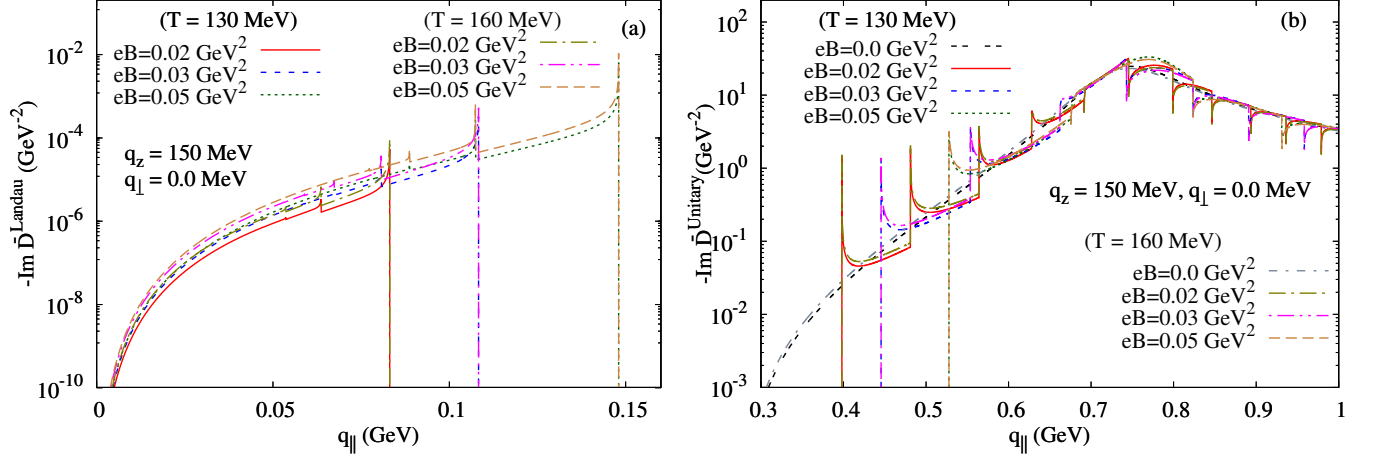 (T = 130 MeV)
eB=0.02 GeV²
eB=0.03 GeV²
eB=0.05 GeV²
(T = 160 MeV)
eB=0.02 GeV²
eB=0.03 GeV²
eB=0.05 GeV²
(a)
q_z = 150 MeV
q_⊥ = 0.0 MeV
-Im D̄^Landau (GeV⁻²)
10⁻²
10⁻⁴
10⁻⁶
10⁻⁸
10⁻¹⁰
0 0.05 0.1 0.15
q_∥ (GeV)
(T = 130 MeV)
eB=0.0 GeV²
eB=0.02 GeV²
eB=0.03 GeV²
eB=0.05 GeV²
(b)
q_z = 150 MeV, q_⊥ = 0.0 MeV
(T = 160 MeV)
eB=0.0 GeV²
eB=0.02 GeV²
eB=0.03 GeV²
eB=0.05 GeV²
-Im D̄^Unitary (GeV⁻²)
10²
10¹
10⁰
10⁻¹
10⁻²
10⁻³
0.3 0.4 0.5 0.6 0.7 0.8 0.9 1
q_∥ (GeV)